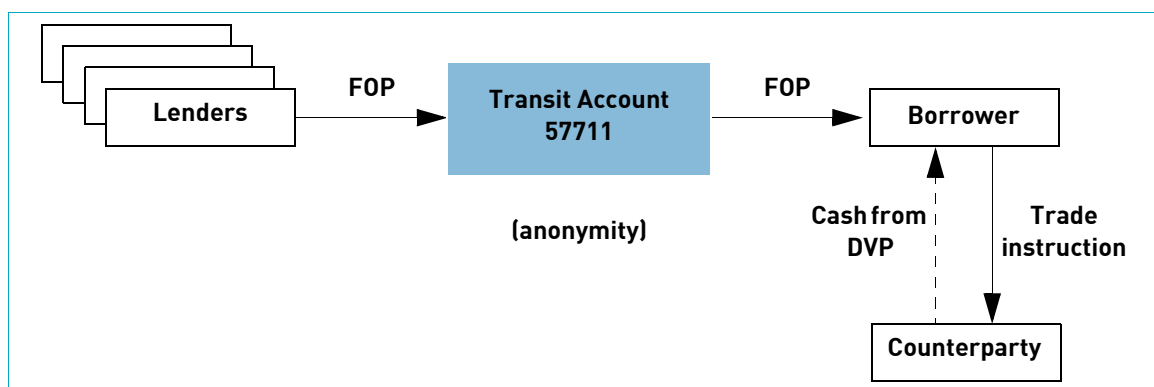 Lenders
FOP
Transit Account
57711
(anonymity)
FOP
Borrower
Cash from
DVP
Trade
instruction
Counterparty